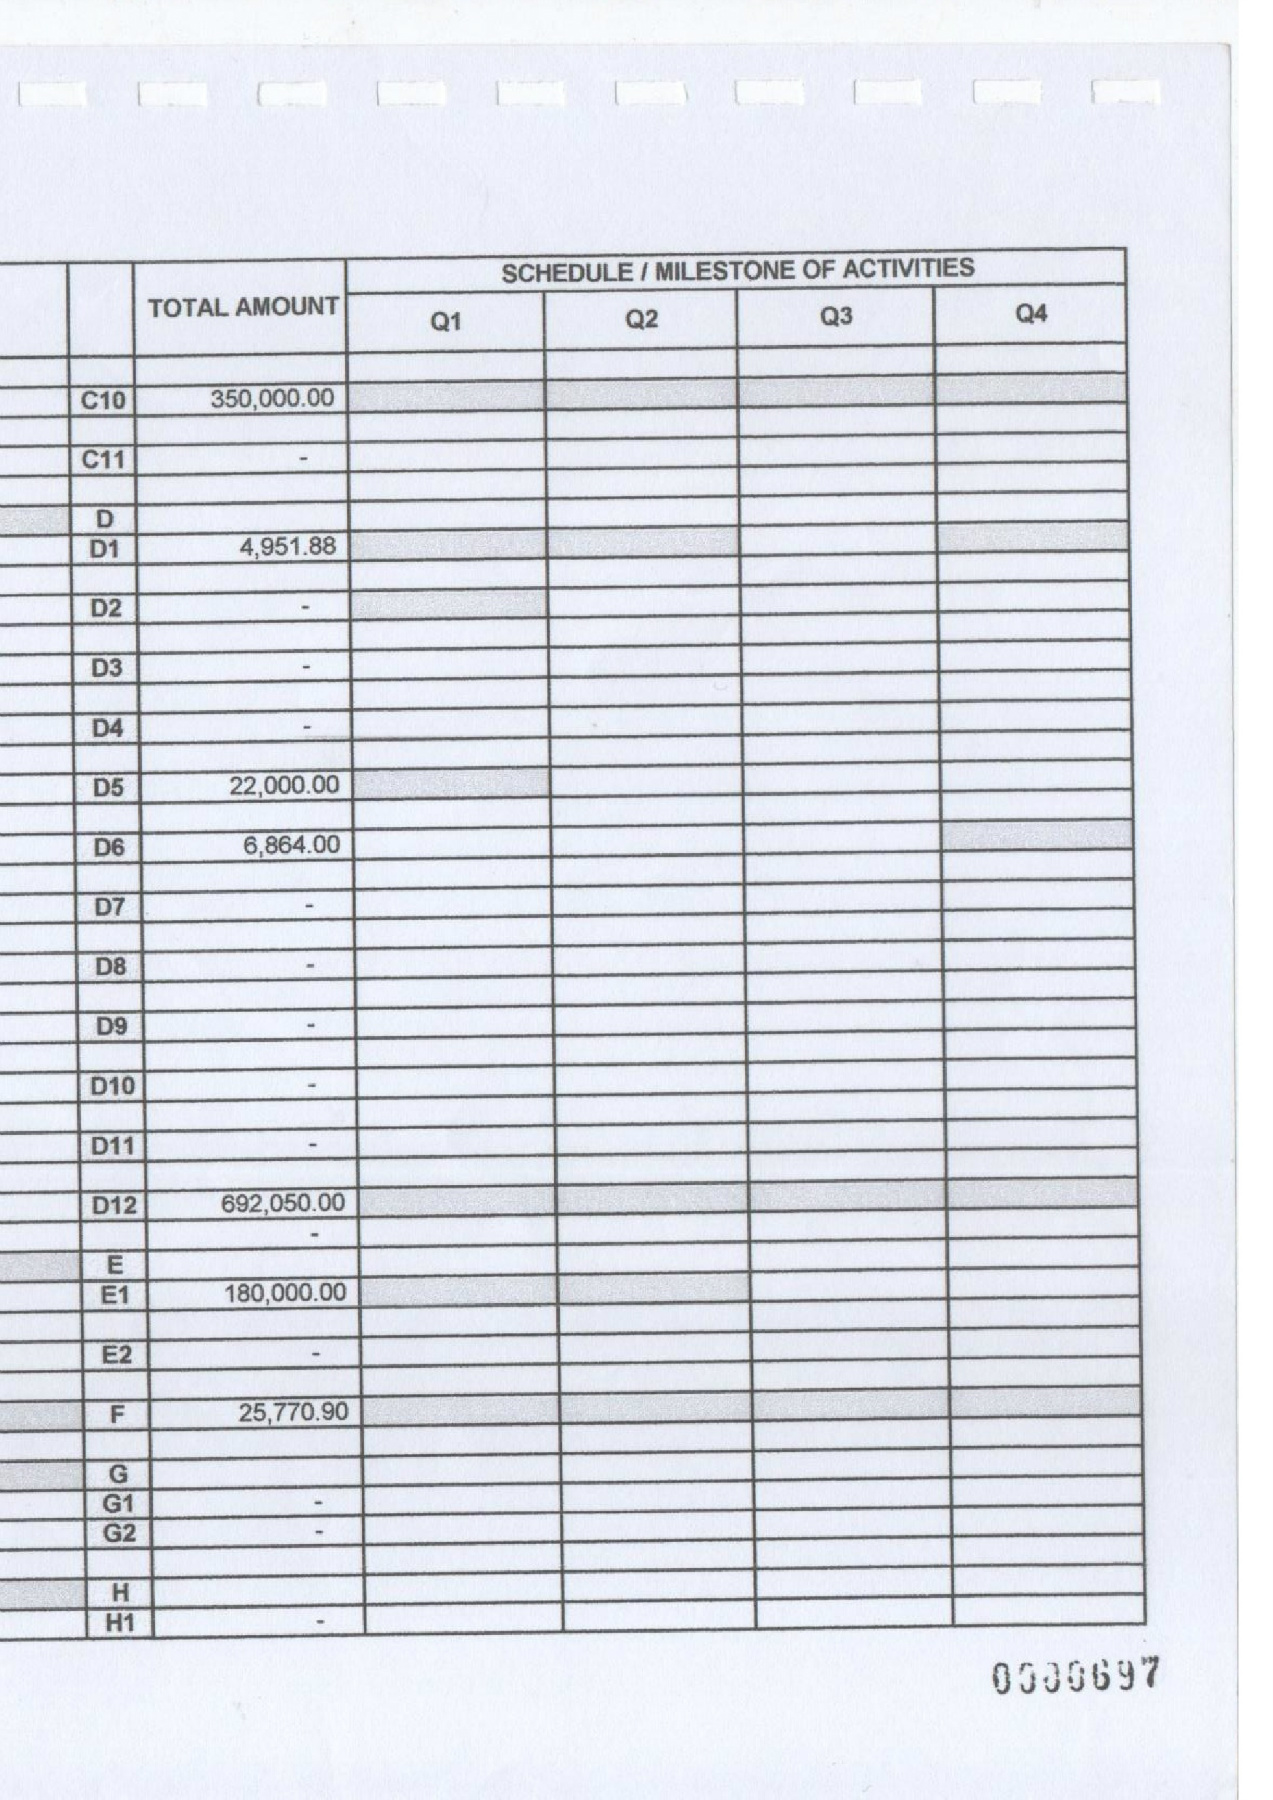 SCHEDULE / MILESTONE OF ACTIVITIES
TOTAL AMOUNT Q1 Q2 Q3 Q4
C10 350,000.00
C11 -
D
D1 4,951.88
D2 -
D3 -
D4 -
D5 22,000.00
D6 6,864.00
D7 -
D8 -
D9 -
D10 -
D11 -
D12 692,050.00
-
E
E1 180,000.00
E2 -
F 25,770.90
G
G1 -
G2 -
H
H1 -
0000697